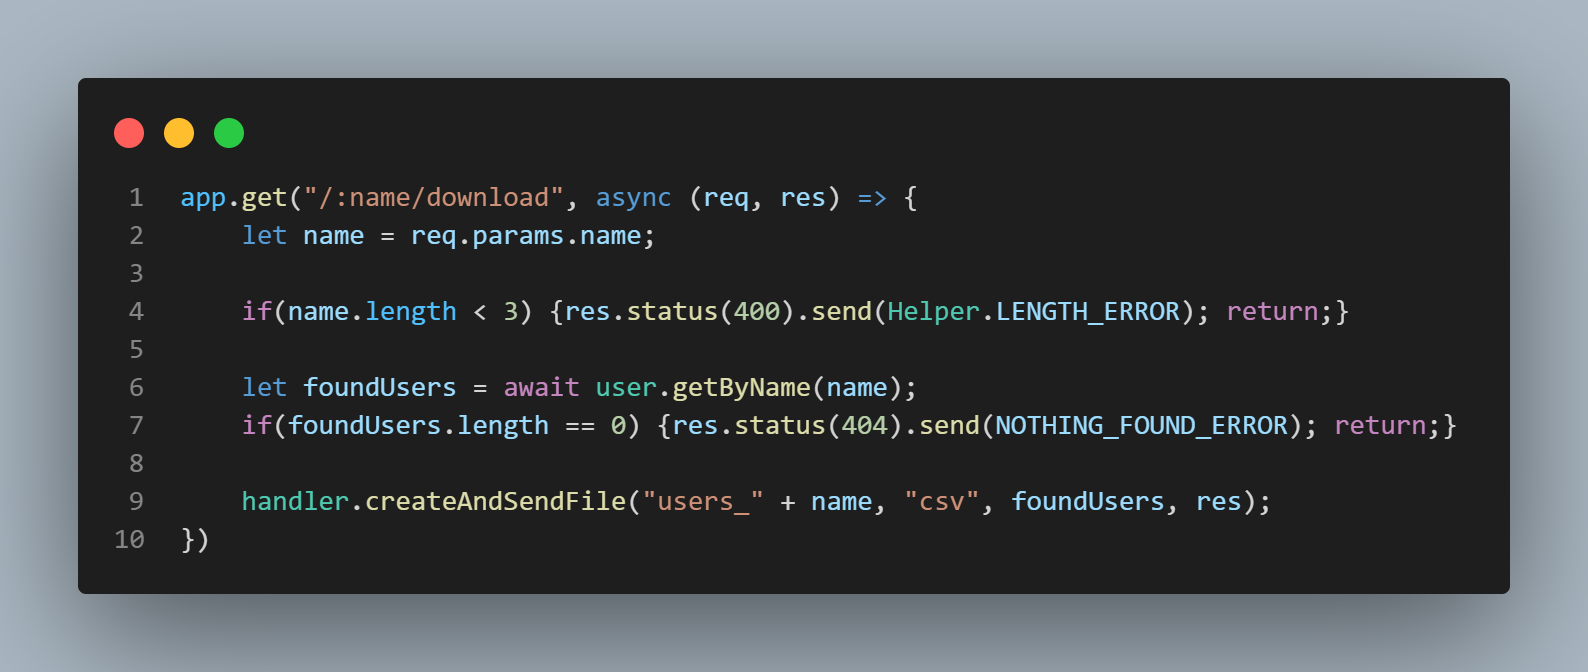 1 app.get("/:name/download", async (req, res) => {
2     let name = req.params.name;
3
4     if(name.length < 3) {res.status(400).send(Helper.LENGTH_ERROR); return;}
5
6     let foundUsers = await user.getByName(name);
7     if(foundUsers.length == 0) {res.status(404).send(NOTHING_FOUND_ERROR); return;}
8
9     handler.createAndSendFile("users_" + name, "csv", foundUsers, res);
10 })